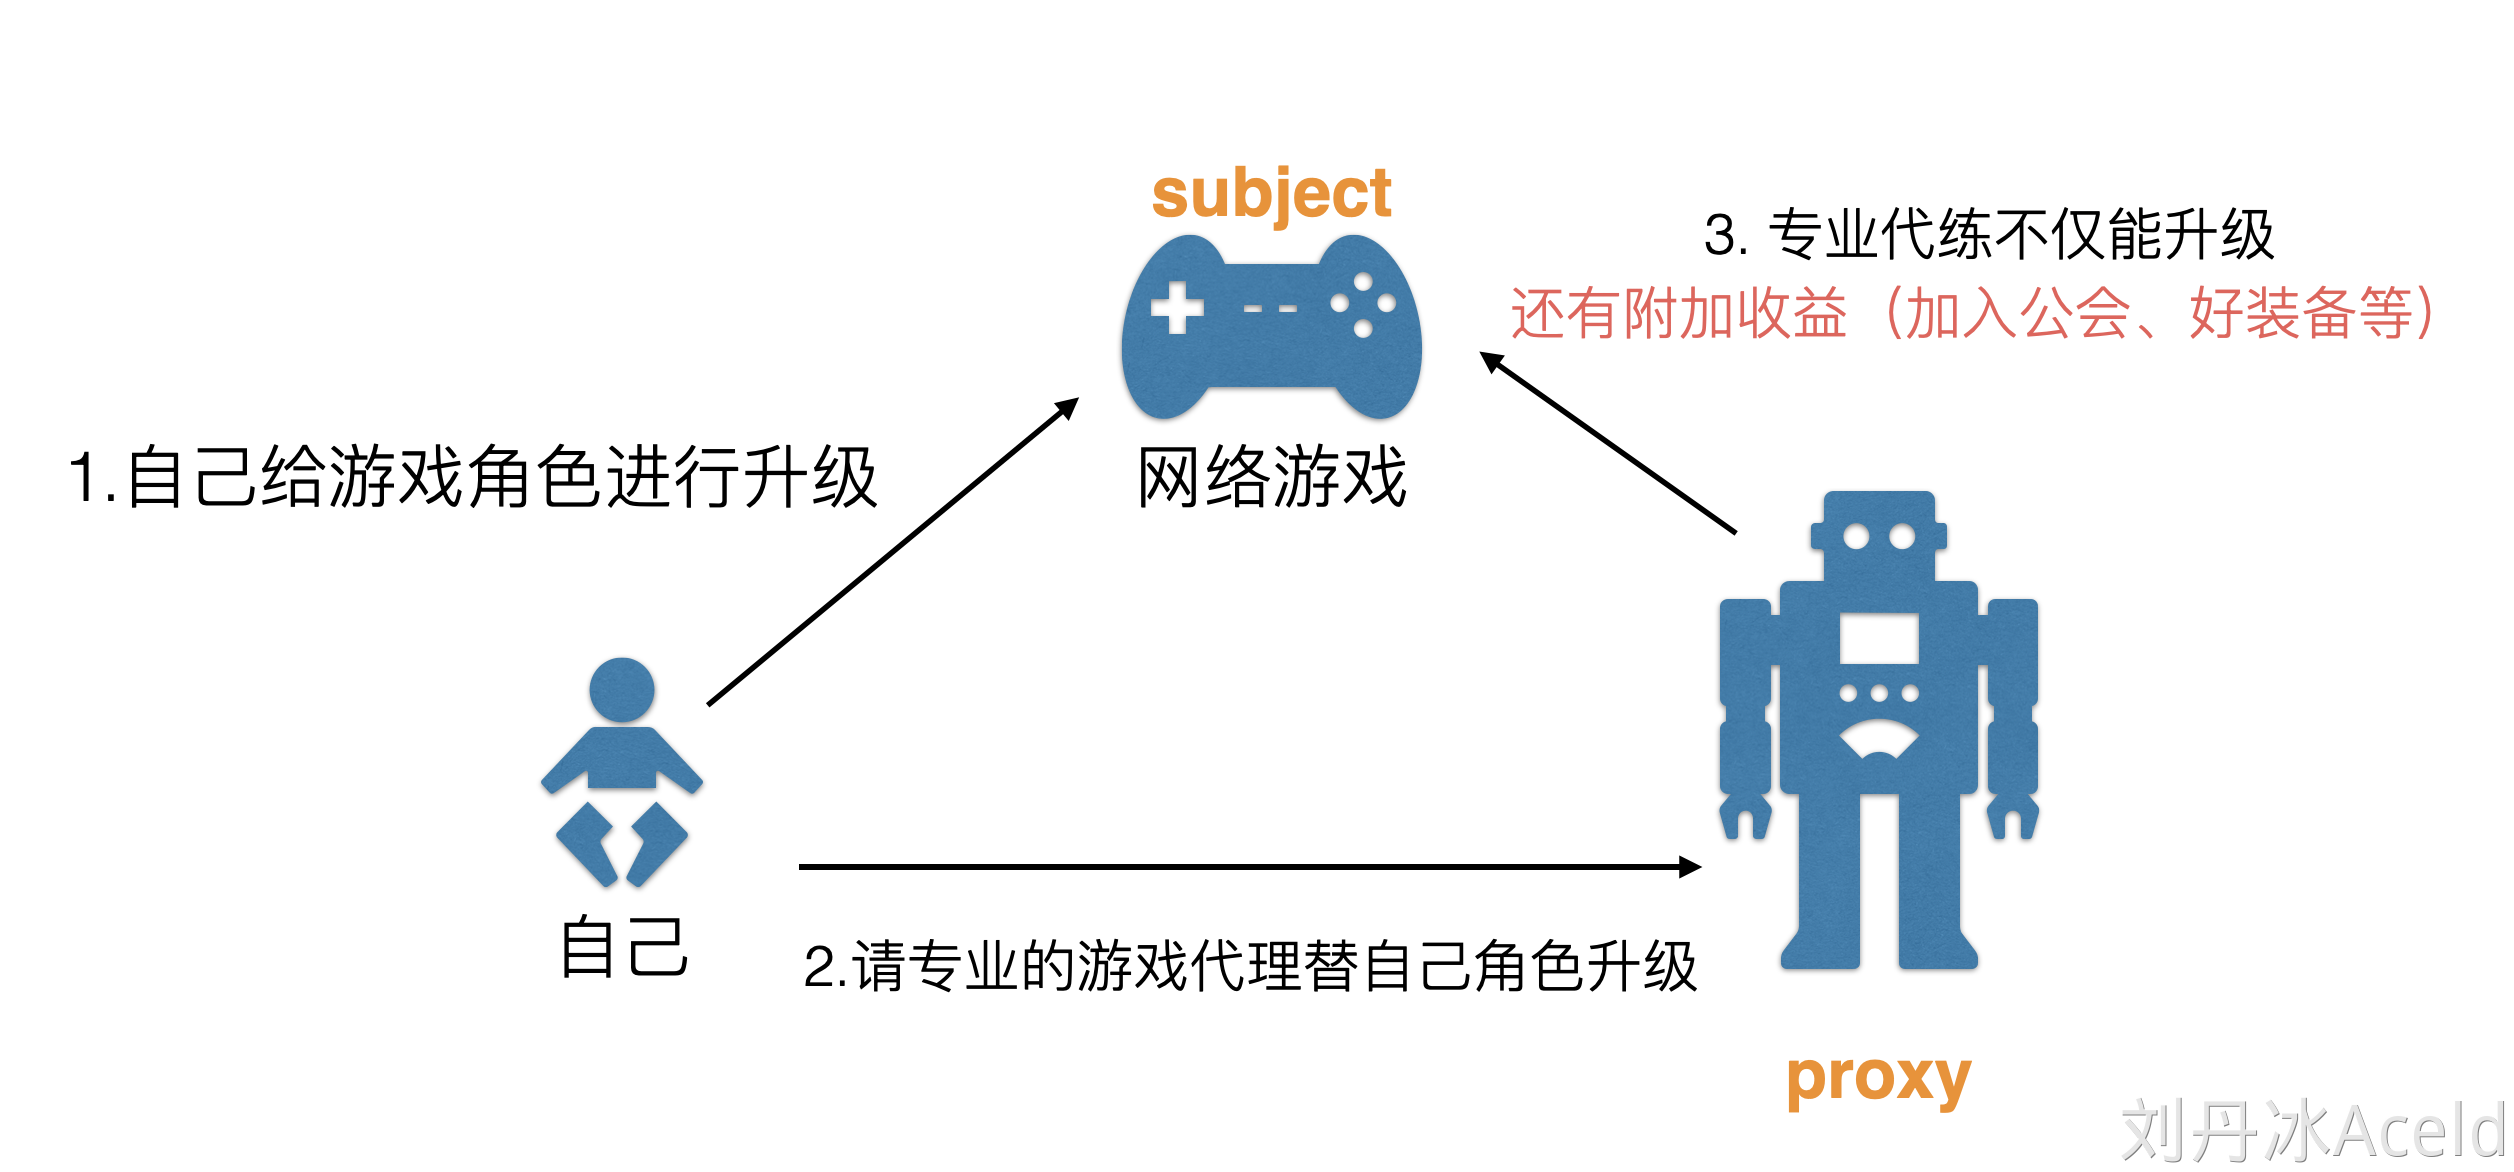 subject
3. 专业代练不仅能升级
还有附加收益（加入公会、好装备等）
1.自己给游戏角色进行升级
网络游戏
自己
2.请专业的游戏代理替自己角色升级
proxy
刘丹冰Aceld